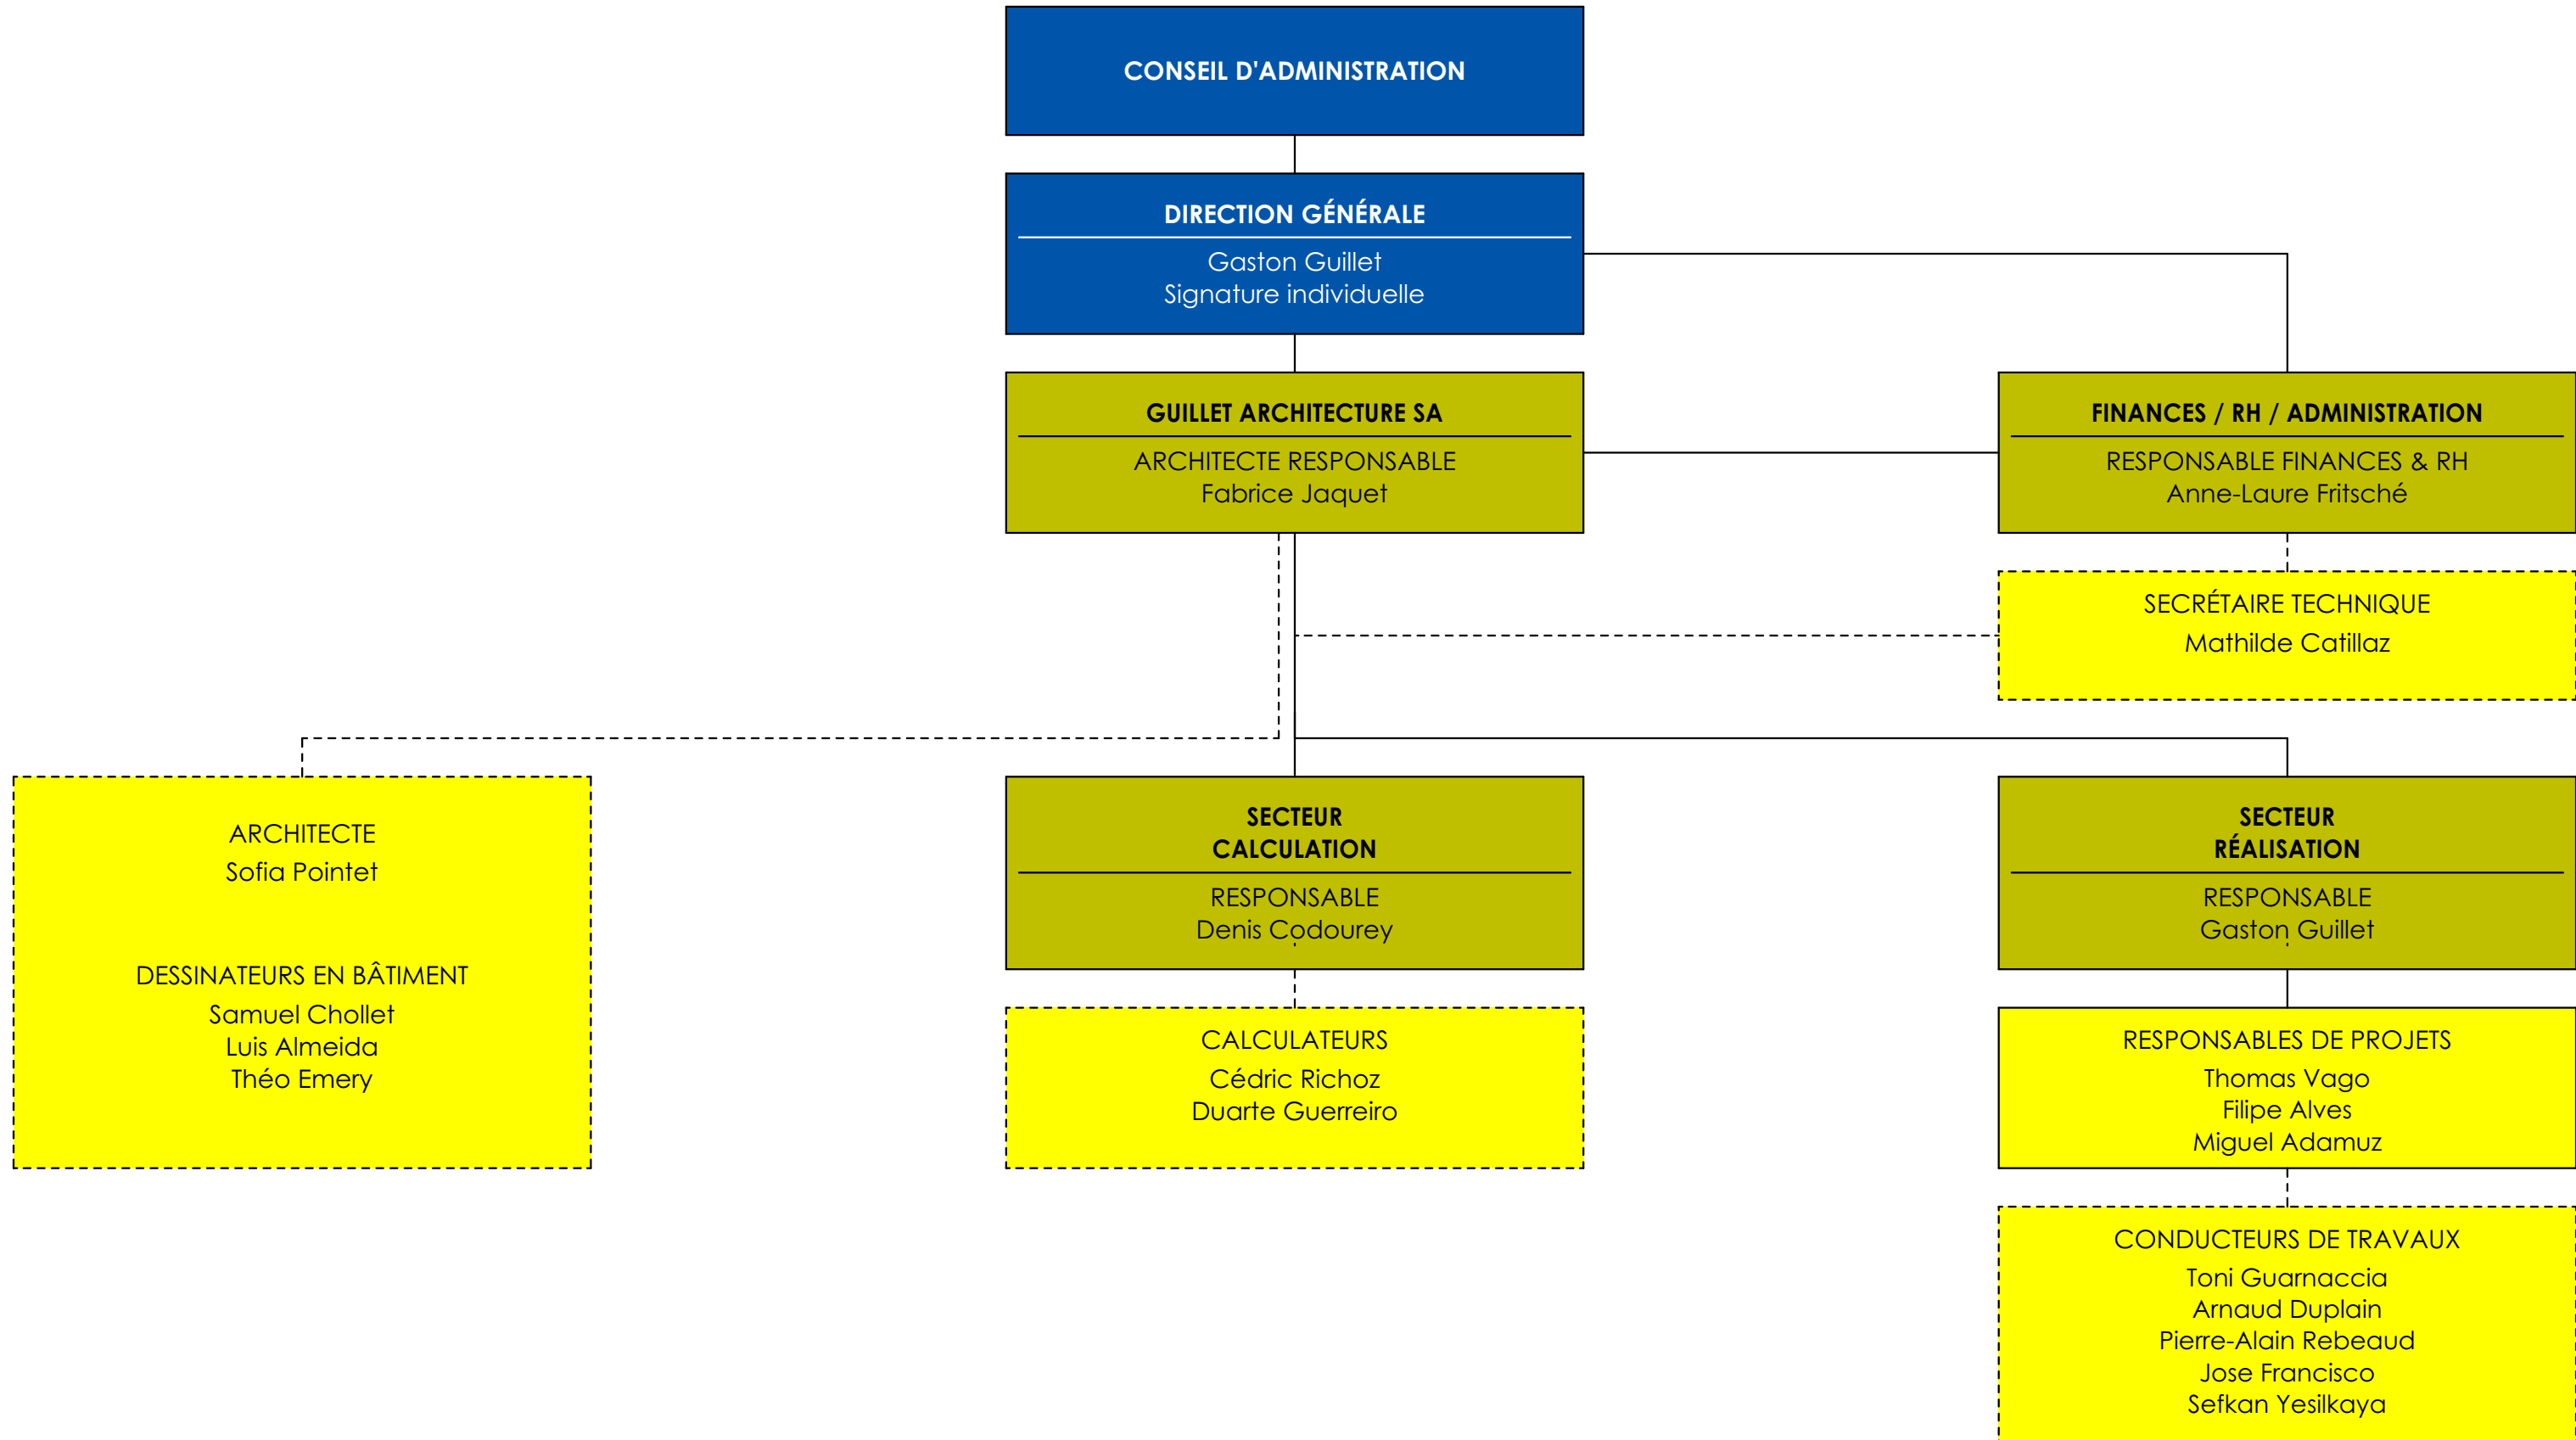 CONSEIL D'ADMINISTRATION
DIRECTION GÉNÉRALE
Gaston Guillet
Signature individuelle
GUILLET ARCHITECTURE SA
ARCHITECTE RESPONSABLE
Fabrice Jaquet
FINANCES / RH / ADMINISTRATION
RESPONSABLE FINANCES & RH
Anne-Laure Fritsché
SECRÉTAIRE TECHNIQUE
Mathilde Catillaz
ARCHITECTE
Sofia Pointet
DESSINATEURS EN BÂTIMENT
Samuel Chollet
Luis Almeida
Théo Emery
SECTEUR
CALCULATION
RESPONSABLE
Denis Codourey
CALCULATEURS
Cédric Richoz
Duarte Guerreiro
SECTEUR
RÉALISATION
RESPONSABLE
Gaston Guillet
RESPONSABLES DE PROJETS
Thomas Vago
Filipe Alves
Miguel Adamuz
CONDUCTEURS DE TRAVAUX
Toni Guarnaccia
Arnaud Duplain
Pierre-Alain Rebeaud
Jose Francisco
Sefkan Yesilkaya